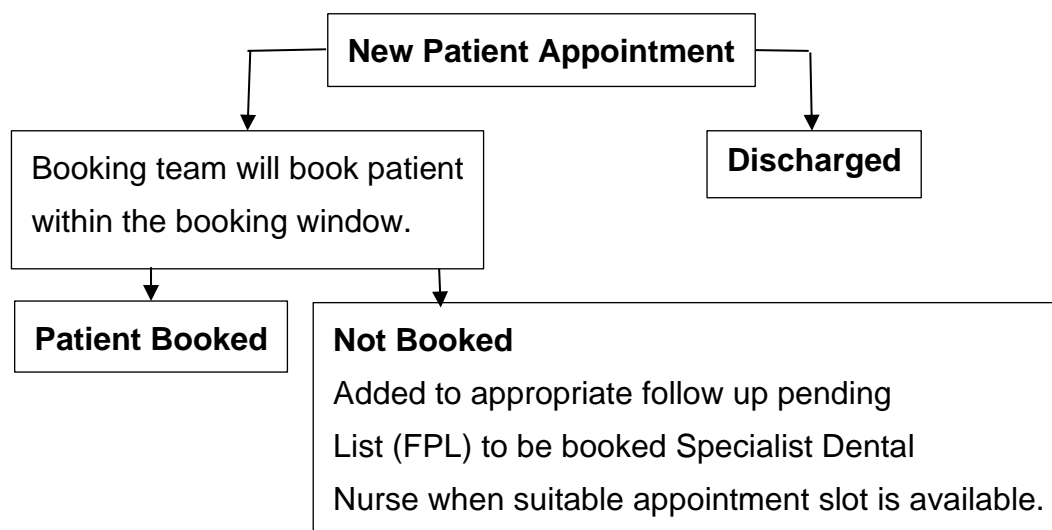 New Patient Appointment
Booking team will book patient
within the booking window.
Discharged
Patient Booked
Not Booked
Added to appropriate follow up pending
List (FPL) to be booked Specialist Dental
Nurse when suitable appointment slot is available.